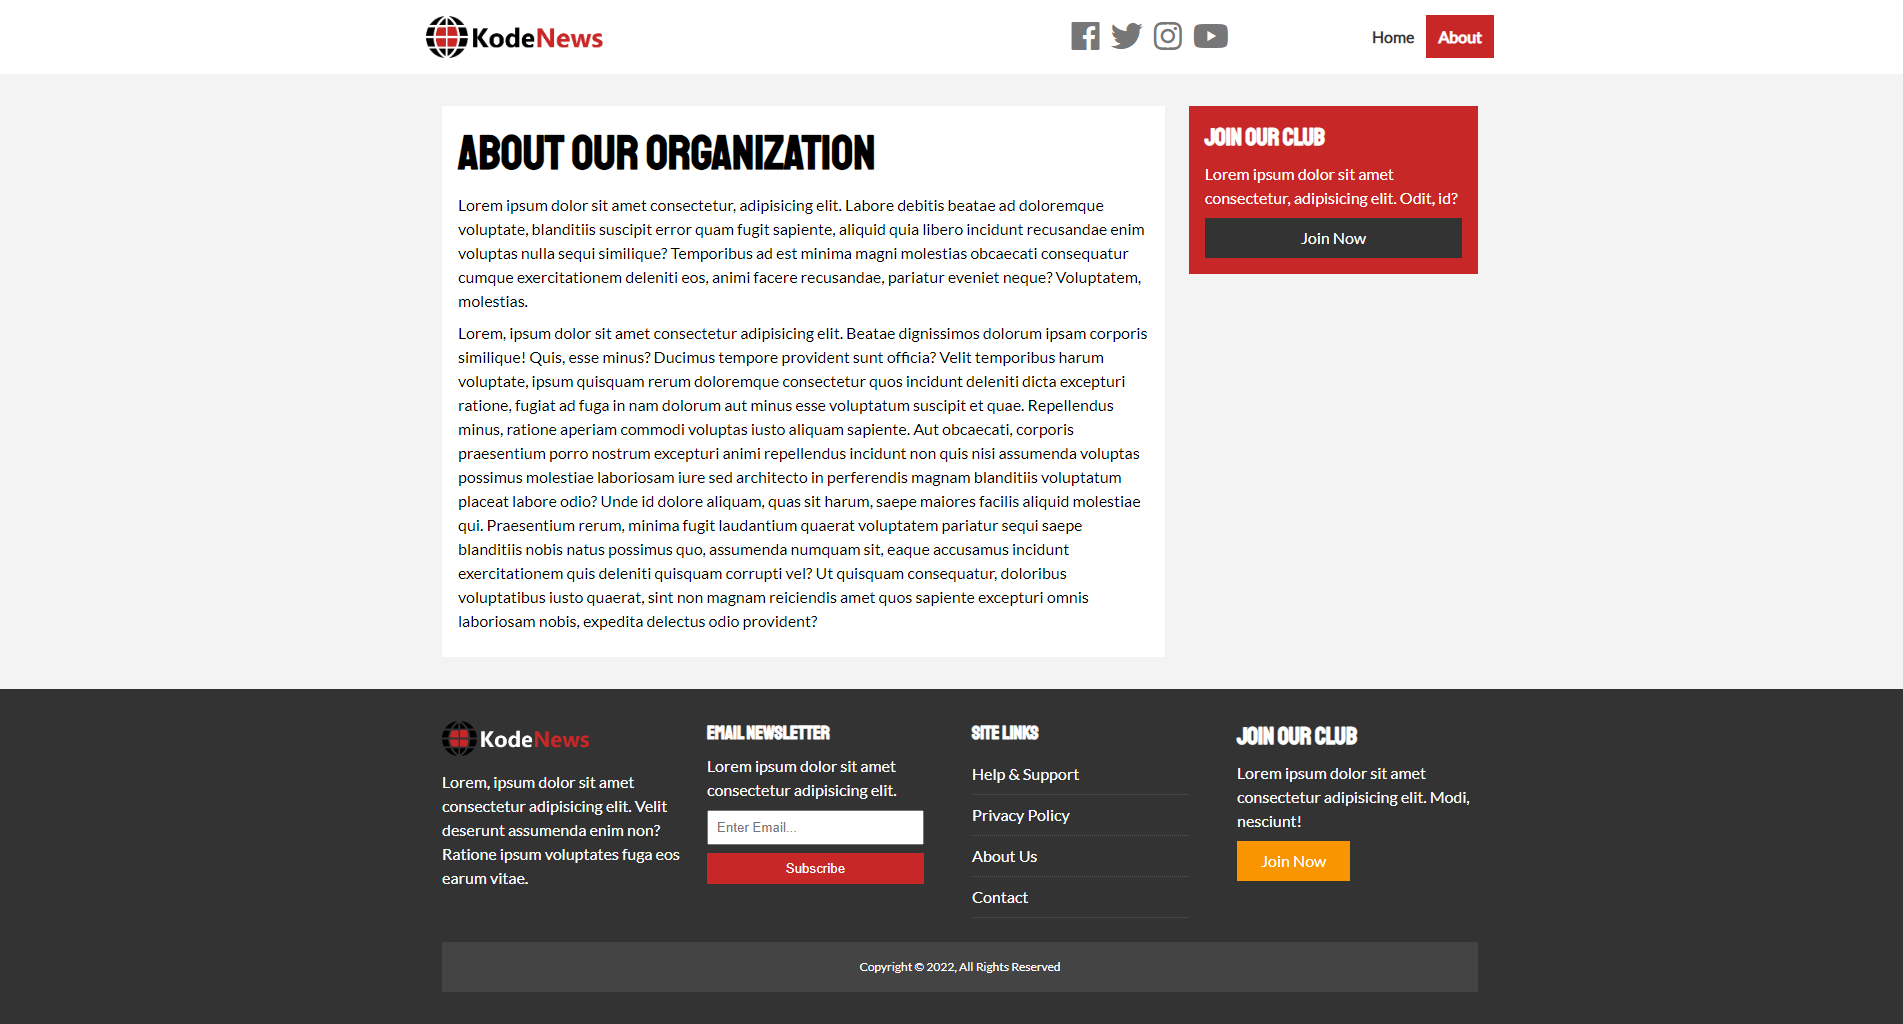 KodeNews
Home
About
ABOUT OUR ORGANIZATION
Lorem ipsum dolor sit amet consectetur, adipisicing elit. Labore debitis beatae ad doloremque
voluptate, blanditiis suscipit error quam fugit sapiente, aliquid quia libero incidunt recusandae enim
voluptas nulla sequi similique? Temporibus ad est minima magni molestias obcaecati consequatur
cumque exercitationem deleniti eos, animi facere recusandae, pariatur eveniet neque? Voluptatem,
molestias.
Lorem, ipsum dolor sit amet consectetur adipisicing elit. Beatae dignissimos dolorum ipsam corporis
similique! Quis, esse minus? Ducimus tempore provident sunt officia? Velit temporibus harum
voluptate, ipsum quisquam rerum doloremque consectetur quos incidunt deleniti dicta excepturi
ratione, fugiat ad fuga in nam dolorum aut minus esse voluptatum suscipit et quae. Repellendus
minus, ratione aperiam commodi voluptas iusto aliquam sapiente. Aut obcaecati, corporis
praesentium porro nostrum excepturi animi repellendus incidunt non quis nisi assumenda voluptas
possimus molestiae laboriosam iure sed architecto in perferendis magnam blanditiis voluptatum
placeat labore odio? Unde id dolore aliquam, quas sit harum, saepe maiores facilis aliquid molestiae
qui. Praesentium rerum, minima fugit laudantium quaerat voluptatem pariatur sequi saepe
blanditiis nobis natus possimus quo, assumenda numquam sit, eaque accusamus incidunt
exercitationem quis deleniti quisquam corrupti vel? Ut quisquam consequatur, doloribus
voluptatibus iusto quaerat, sint non magnam reiciendis amet quos sapiente excepturi omnis
laboriosam nobis, expedita delectus odio provident?
JOIN OUR CLUB
Lorem ipsum dolor sit amet
consectetur, adipisicing elit. Odit, id?
Join Now
KodeNews
Lorem, ipsum dolor sit amet
consectetur adipisicing elit. Velit
deserunt assumenda enim non?
Ratione ipsum voluptates fuga eos
earum vitae.
EMAIL NEWSLETTER
Lorem ipsum dolor sit amet
consectetur adipisicing elit.
Enter Email...
Subscribe
SITE LINKS
Help & Support
Privacy Policy
About Us
Contact
JOIN OUR CLUB
Lorem ipsum dolor sit amet
consectetur adipisicing elit. Modi,
nesciunt!
Join Now
Copyright © 2022, All Rights Reserved